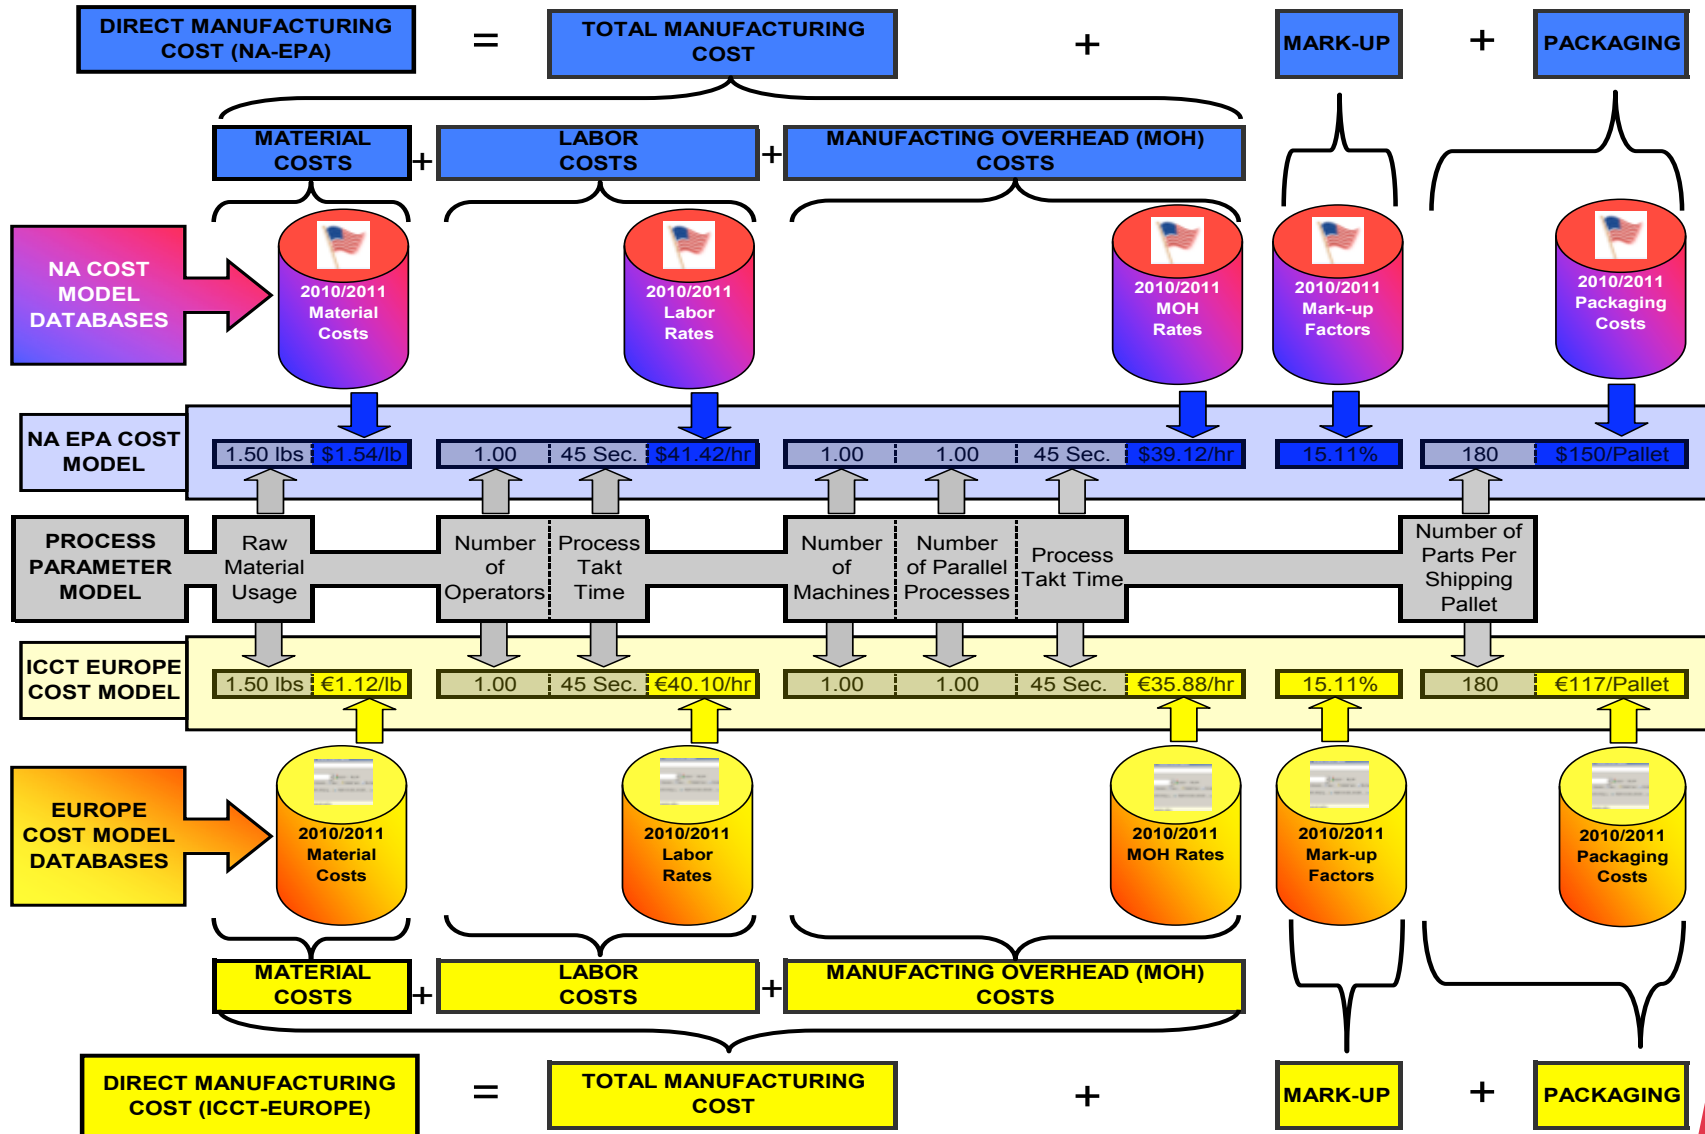 DIRECT MANUFACTURING
COST (NA-EPA)
=
TOTAL MANUFACTURING
COST
+
MARK-UP
+
PACKAGING
MATERIAL
COSTS
+
LABOR
COSTS
+
MANUFACTING OVERHEAD (MOH)
COSTS
NA COST
MODEL
DATABASES
2010/2011
Material
Costs
2010/2011
Labor
Rates
2010/2011
MOH
Rates
2010/2011
Mark-up
Factors
2010/2011
Packaging
Costs
NA EPA COST
MODEL
1.50 lbs $1.54/lb
1.00 45 Sec. $41.42/hr
1.00 1.00 45 Sec. $39.12/hr
15.11%
180 $150/Pallet
PROCESS
PARAMETER
MODEL
Raw
Material
Usage
Number
of
Operators
Process
Takt
Time
Number
of
Machines
Number
of Parallel
Processes
Process
Takt Time
Number of
Parts Per
Shipping
Pallet
ICCT EUROPE
COST MODEL
1.50 lbs €1.12/lb
1.00 45 Sec. €40.10/hr
1.00 1.00 45 Sec. €35.88/hr
15.11%
180 €117/Pallet
EUROPE
COST MODEL
DATABASES
2010/2011
Material
Costs
2010/2011
Labor
Rates
2010/2011
MOH Rates
2010/2011
Mark-up
Factors
2010/2011
Packaging
Costs
MATERIAL
COSTS
+
LABOR
COSTS
+
MANUFACTING OVERHEAD (MOH)
COSTS
DIRECT MANUFACTURING
COST (ICCT-EUROPE)
=
TOTAL MANUFACTURING
COST
+
MARK-UP
+
PACKAGING